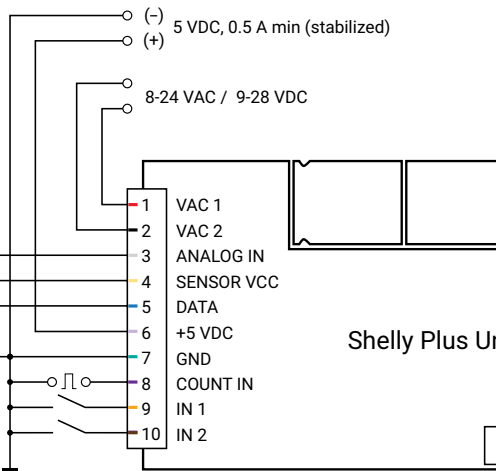 (–)
5 VDC, 0.5 A min (stabilized)
(+)
8-24 VAC / 9-28 VDC
1 VAC 1
2 VAC 2
3 ANALOG IN
4 SENSOR VCC
5 DATA
6 +5 VDC
7 GND
8 COUNT IN
9 IN 1
10 IN 2
Shelly Plus